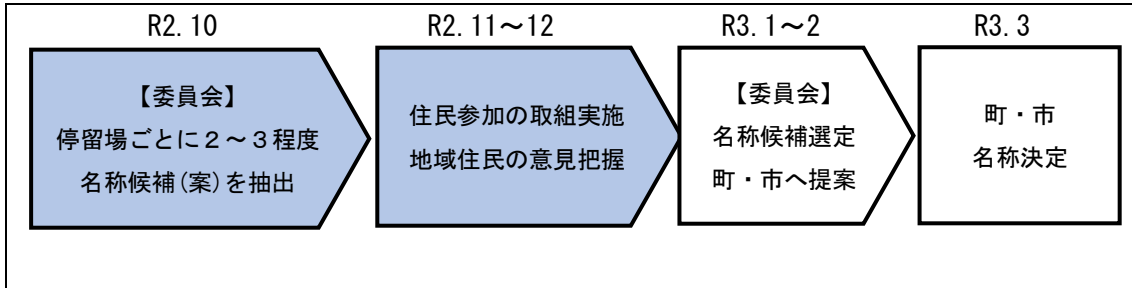 R2.10
【委員会】
停留場ごとに２～３程度
名称候補(案)を抽出
R2.11～12
住民参加の取組実施
地域住民の意見把握
R3.1～2
【委員会】
名称候補選定
町・市へ提案
R3.3
町・市
名称決定